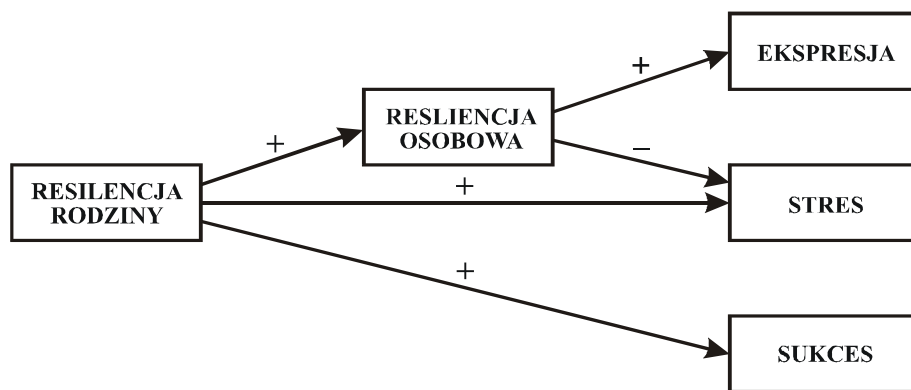 EKSPRESJA
+
RESLIENCJA
OSOBOWA
+
–
RESILENCJA
RODZINY
+
STRES
+
SUKCES